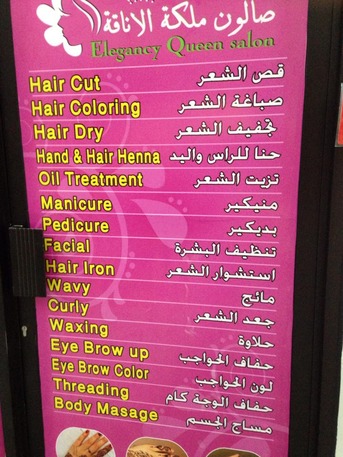 صالون ملكة الاناقة
Elegancy Queen salon
Hair Cut قص الشعر
Hair Coloring صباغة الشعر
Hair Dry تجفيف الشعر
Hand & Hair Henna حنا للراس واليد
Oil Treatment تزيت الشعر
Manicure منيكير
Pedicure بديكير
Facial تنظيف البشرة
Hair Iron استشوار الشعر
Wavy مائج
Curly جعد الشعر
Waxing حلاوة
Eye Brow up حفاف الحواجب
Eye Brow Color لون الحواجب
Threading حفاف الوجة كام
Body Masage مساج الجسم